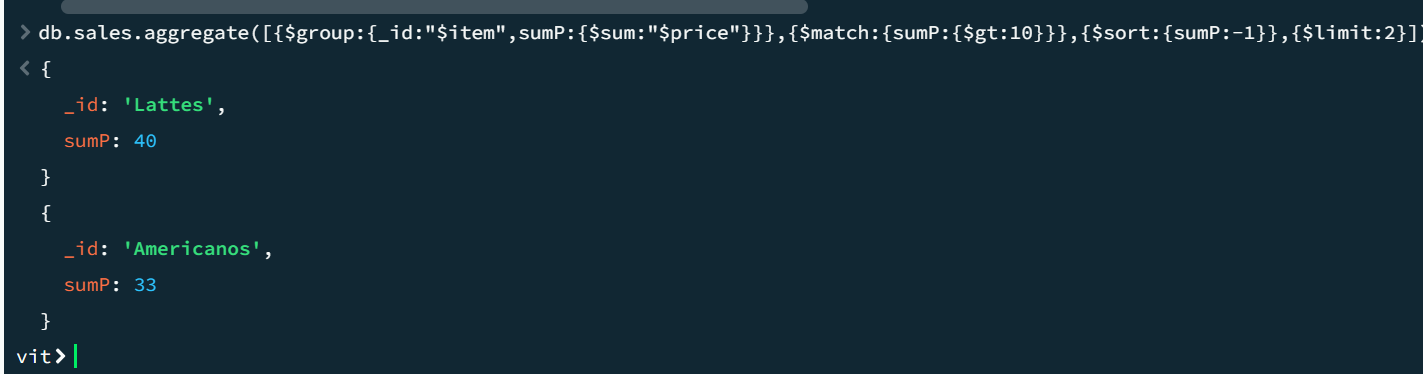 > db.sales.aggregate([{$group:{_id:"$item",sumP:{$sum:"$price"}}},{$match:{sumP:{$gt:10}}},{$sort:{sumP:-1}},{$limit:2}])
< {
_id: 'Lattes',
sumP: 40
}
{
_id: 'Americanos',
sumP: 33
}
vit>